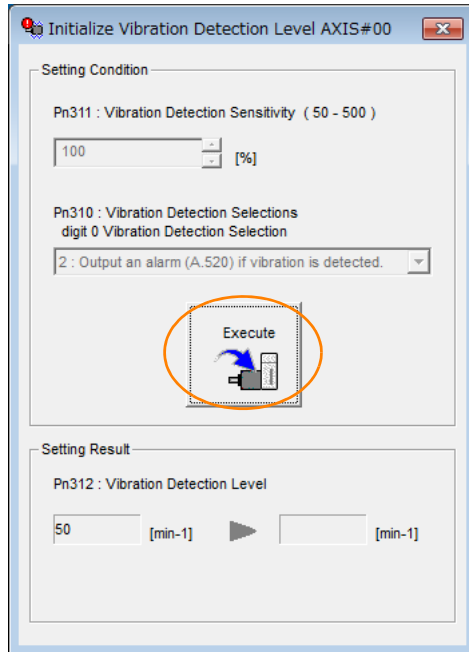 Initialize Vibration Detection Level AXIS#00
Setting Condition
Pn311 : Vibration Detection Sensitivity ( 50 - 500 )
100 [%]
Pn310 : Vibration Detection Selections
digit 0 Vibration Detection Selection
2 : Output an alarm (A.520) if vibration is detected.
Execute
Setting Result
Pn312 : Vibration Detection Level
50 [min-1] [min-1]